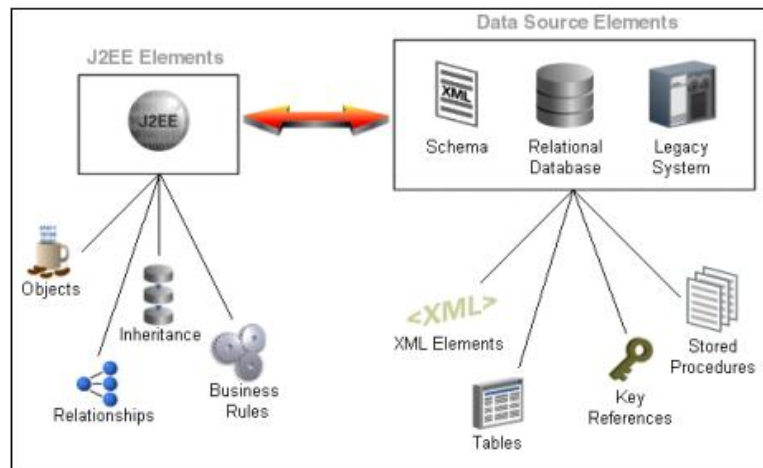 Data Source Elements
J2EE Elements
J2EE
XML
Schema
Relational
Database
Legacy
System
Objects
Inheritance
Relationships
Business
Rules
<XML>
XML Elements
Tables
Key
References
Stored
Procedures